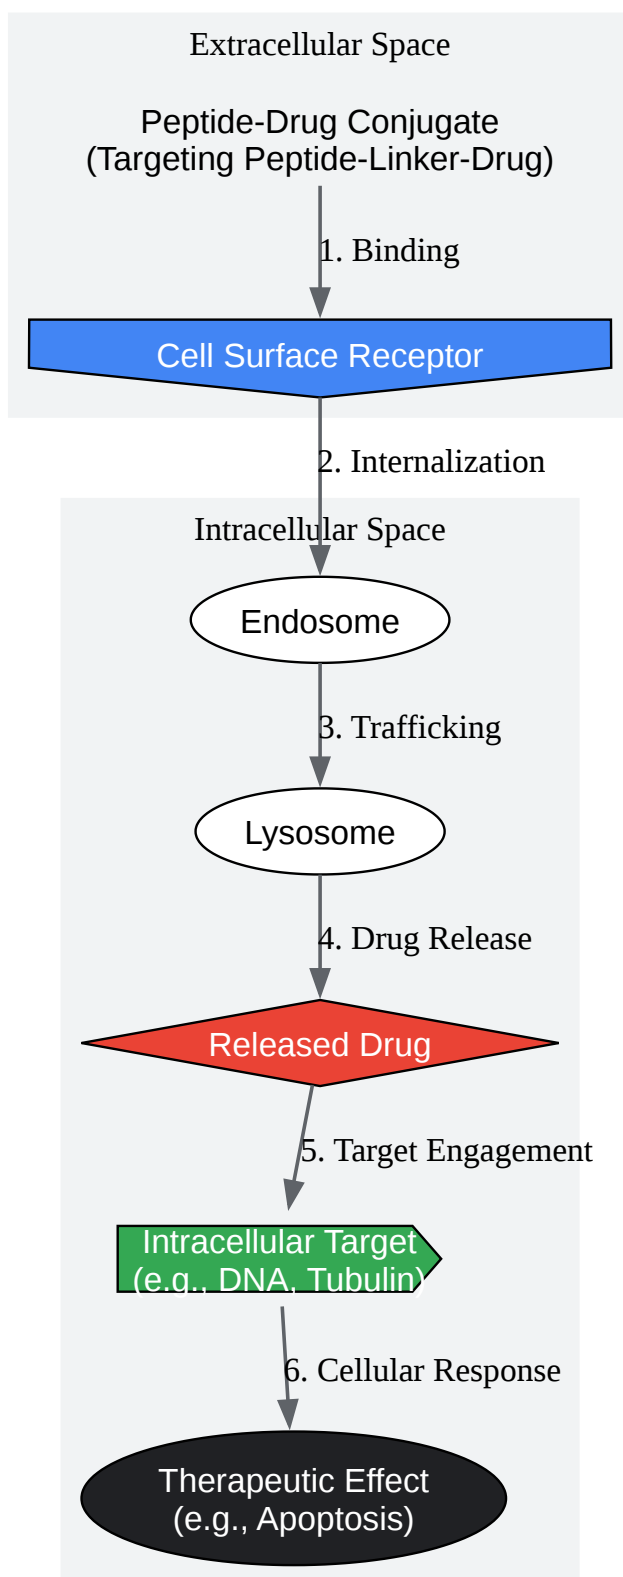 Extracellular Space
Peptide-Drug Conjugate
(Targeting Peptide-Linker-Drug)
1. Binding
Cell Surface Receptor
2. Internalization
Intracellular Space
Endosome
3. Trafficking
Lysosome
4. Drug Release
Released Drug
5. Target Engagement
Intracellular Target
(e.g., DNA, Tubulin)
6. Cellular Response
Therapeutic Effect
(e.g., Apoptosis)